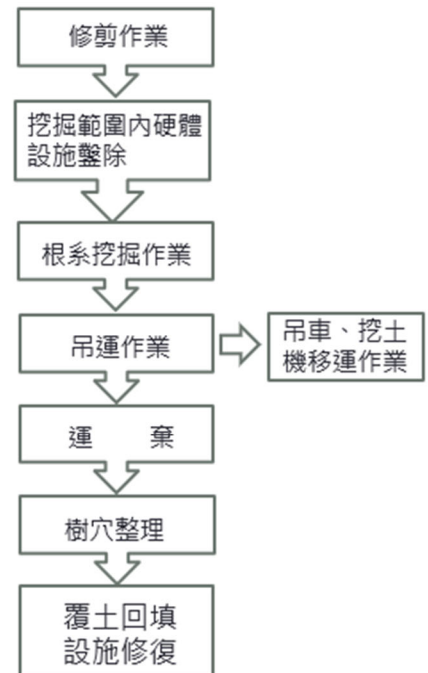 修剪作業
挖掘範圍內硬體
設施鑿除
根系挖掘作業
吊運作業
吊車、挖土
機移運作業
運 棄
樹穴整理
覆土回填
設施修復